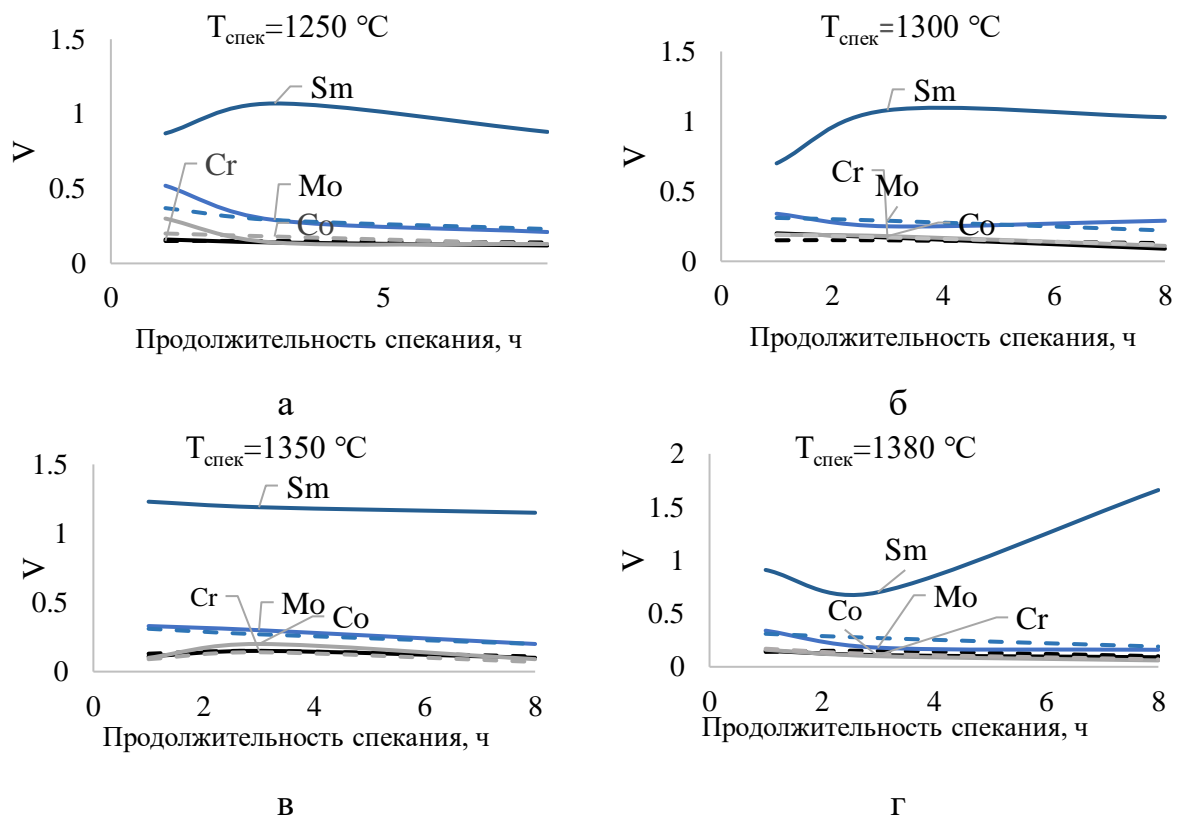 Tспек=1250 °C
1.5
1
0.5
0
V
Sm
Cr
Mo
Co
0
5
Продолжительность спекания, ч
а
Tспек=1300 °C
1.5
1
0.5
0
V
Sm
Cr
Mo
Co
0
2
4
6
8
Продолжительность спекания, ч
б
Tспек=1350 °C
1.5
1
0.5
0
V
Sm
Cr
Mo
Co
0
2
4
6
8
Продолжительность спекания, ч
в
Tспек=1380 °C
2
1.5
1
0.5
0
V
Sm
Co
Mo
Cr
0
2
4
6
8
Продолжительность спекания, ч
г